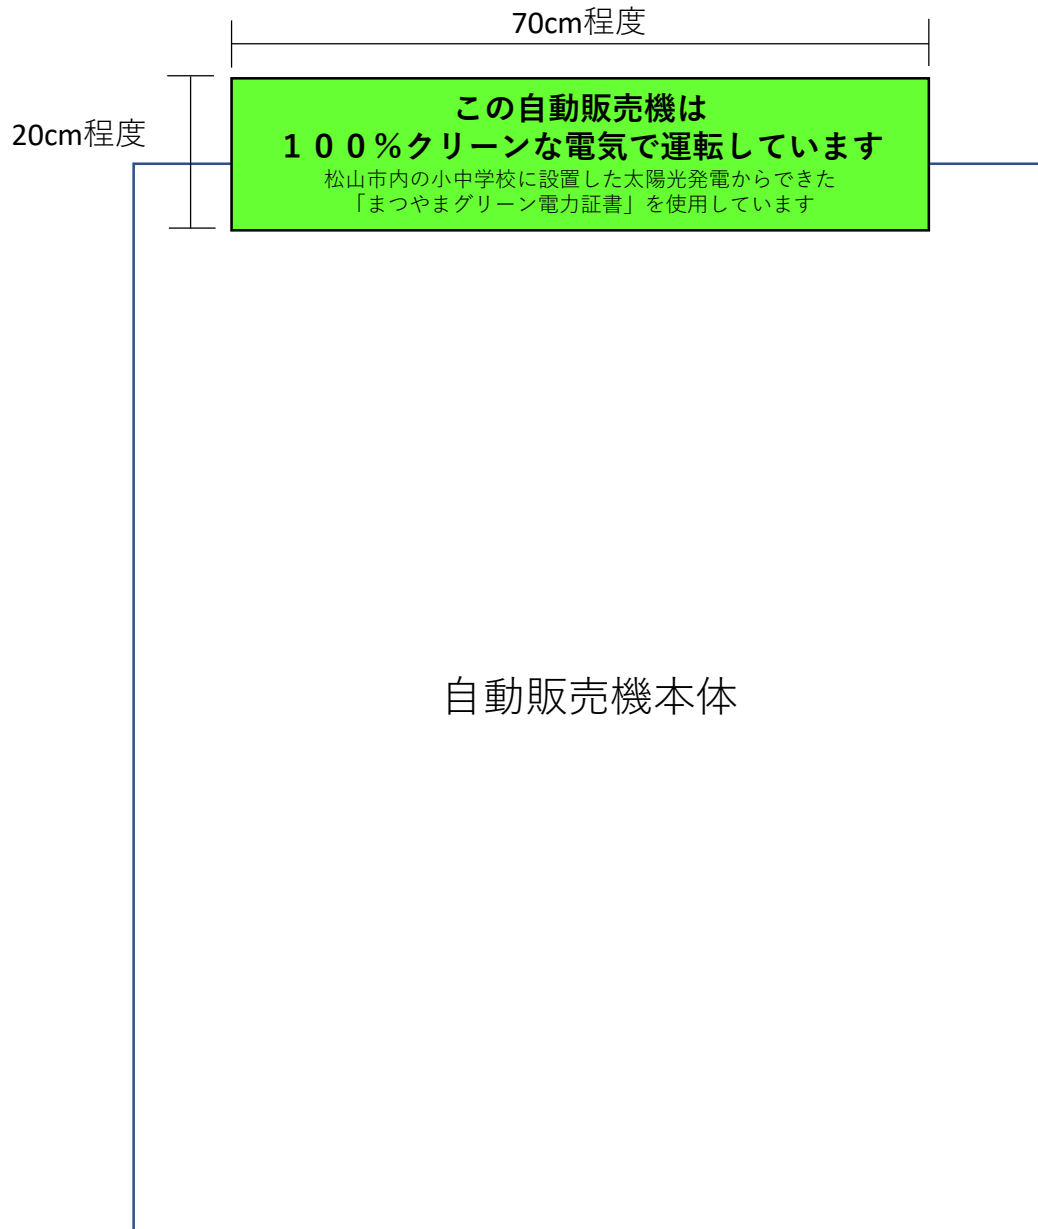 70cm程度
20cm程度
この自動販売機は
１００％クリーンな電気で運転しています
松山市内の小中学校に設置した太陽光発電からできた
「まつやまグリーン電力証書」を使用しています
自動販売機本体